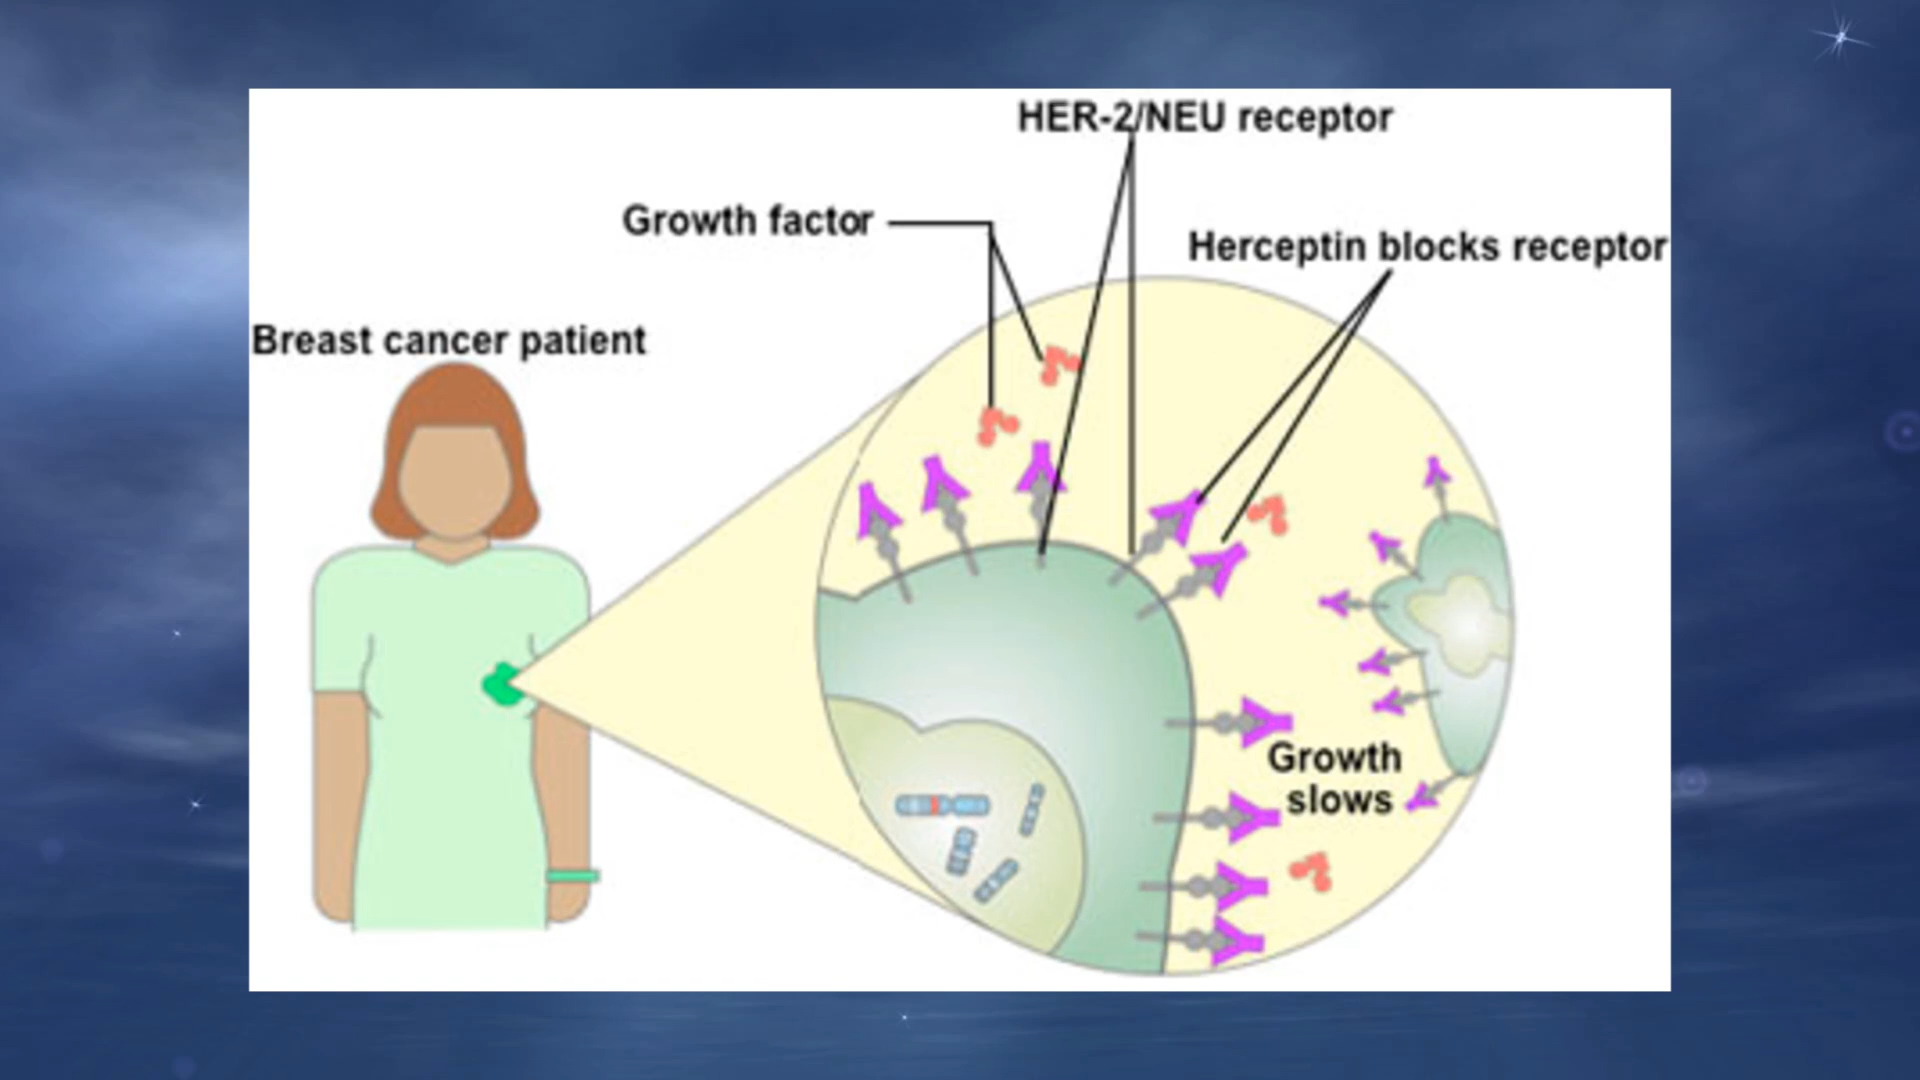 HER-2/NEU receptor
Growth factor
Herceptin blocks receptor
Breast cancer patient
Growth
slows